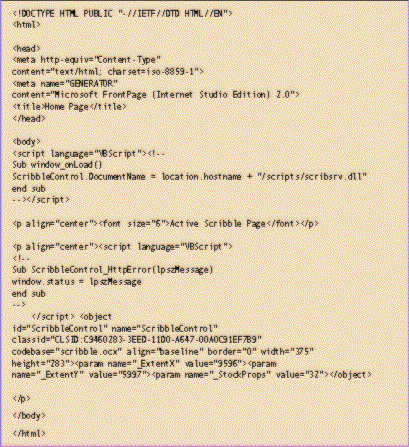 <!DOCTYPE HTML PUBLIC "-//IETF//DTD HTML//EN">
<html>
<head>
<meta http-equiv="Content-Type"
content="text/html; charset=iso-8859-1">
<meta name="GENERATOR"
content="Microsoft FrontPage (Internet Studio Edition) 2.0">
<title>Home Page</title>
</head>
<body>
<script language="VBScript"><!--
Sub window_onLoad()
ScribbleControl.DocumentName = location.hostname + "/scripts/scribsrv.dll"
end sub
--></script>
<p align="center"><font size="6">Active Scribble Page</font></p>
<p align="center"><script language="VBScript">
<!--
Sub ScribbleControl_HttpError(lpszMessage)
window.status = lpszMessage
end sub
-->
</script> <object
id="ScribbleControl" name="ScribbleControl"
classid="CLSID:C9460283-3EED-11D0-A647-00A0C91EF7B9"
codebase="scribble.ocx" align="baseline" border="0" width="375"
height="283"><param name="_ExtentX" value="9596"><param
name="_ExtentY" value="5997"><param name="_StockProps" value="32"></object>
</p>
</body>
</html>